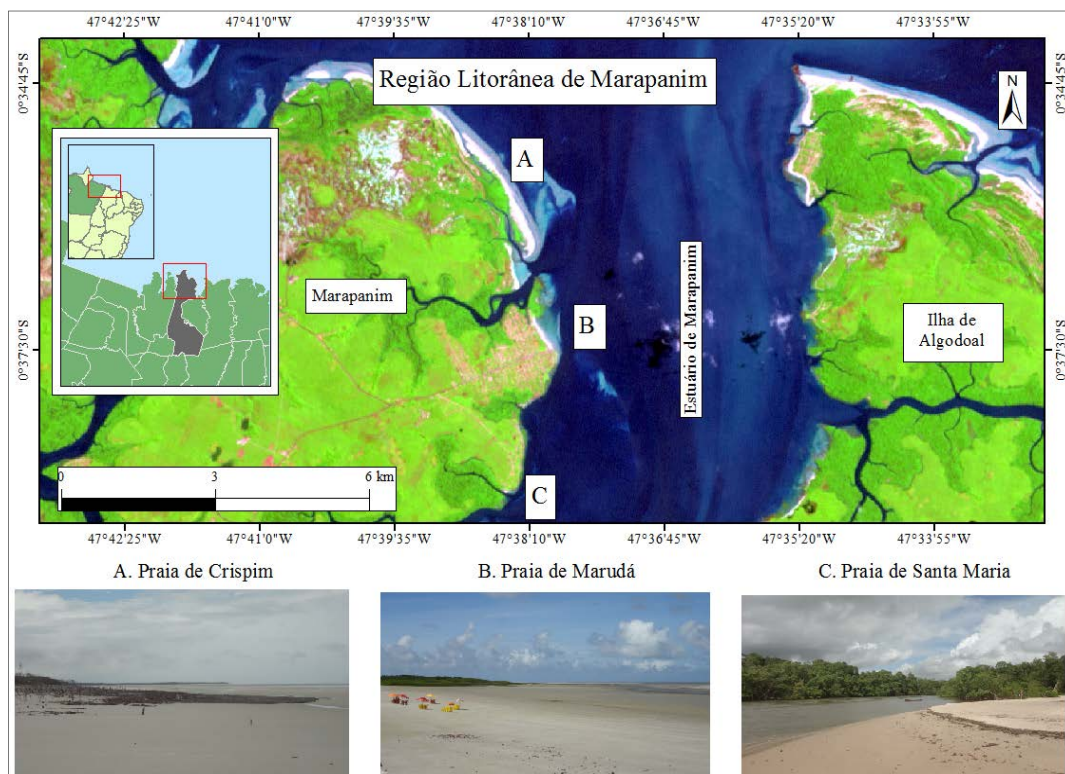 47°42'25"W 47°41'0"W 47°39'35"W 47°38'10"W 47°36'45"W 47°35'20"W 47°33'55"W
Região Litorânea de Marapanim
0°34'45"S
0°34'45"S
N
A
Marapanim
B
Estuário de Marapanim
Ilha de
Algodoal
0°37'30"S
0°37'30"S
0 3 6 km
C
47°42'25"W 47°41'0"W 47°39'35"W 47°38'10"W 47°36'45"W 47°35'20"W 47°33'55"W
A. Praia de Crispim
B. Praia de Marudá
C. Praia de Santa Maria